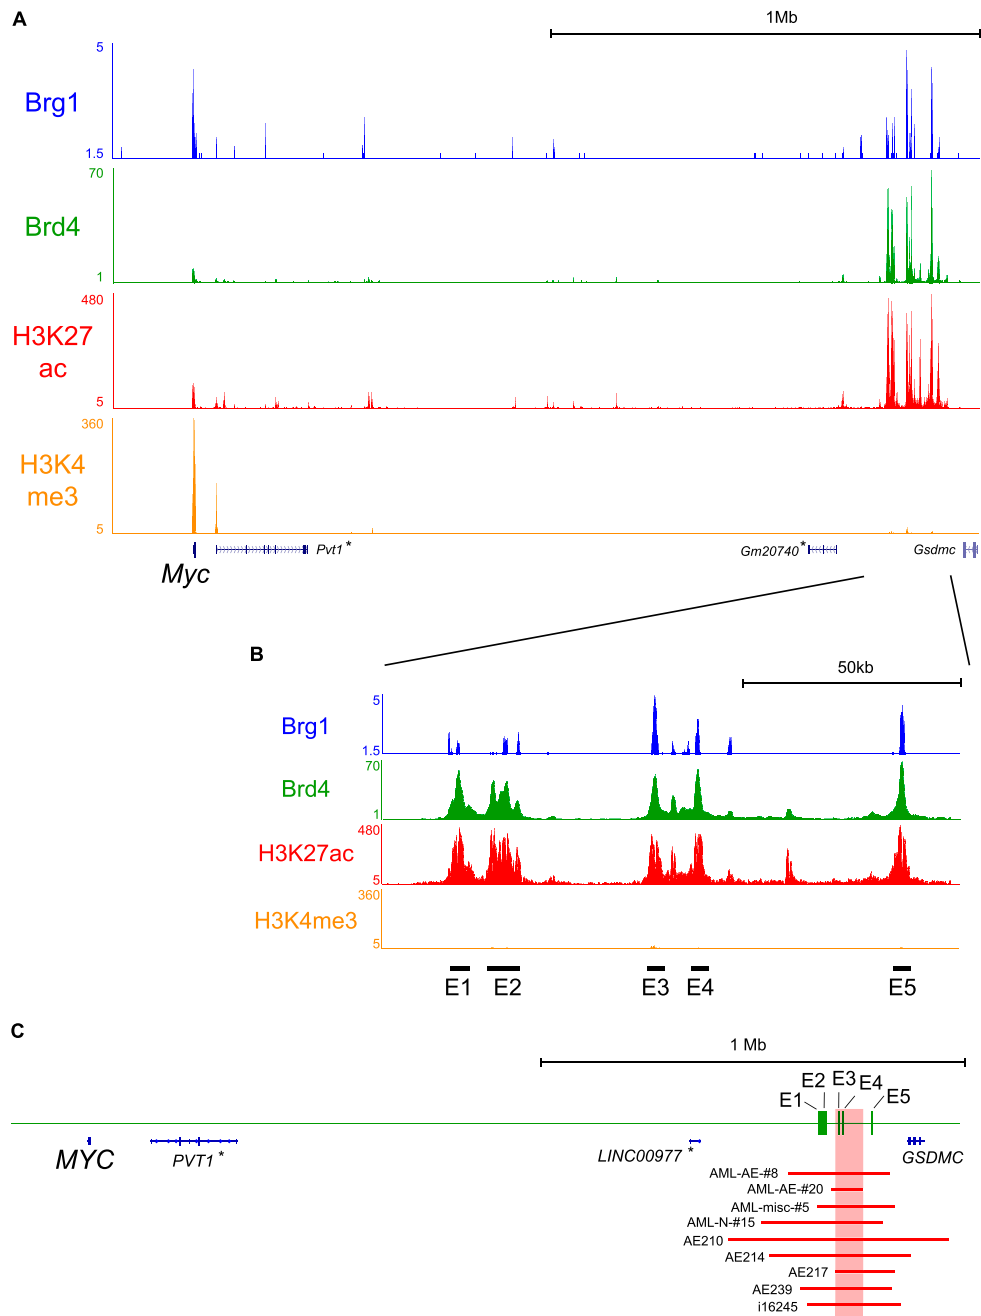 A
1Mb
5
Brg1
1.5
70
Brd4
1
480
H3K27
ac
5
360
H3K4
me3
5
Myc
Pvt1 *
Gm20740 *
Gsdmc
B
50kb
5
Brg1
1.5
70
Brd4
1
480
H3K27ac
5
360
H3K4me3
5
E1 E2 E3 E4 E5
C
1 Mb
E1 E2 E3 E4 E5
MYC PVT1 * LINC00977 * GSDMC
AML-AE-#8
AML-AE-#20
AML-misc-#5
AML-N-#15
AE210
AE214
AE217
AE239
i16245